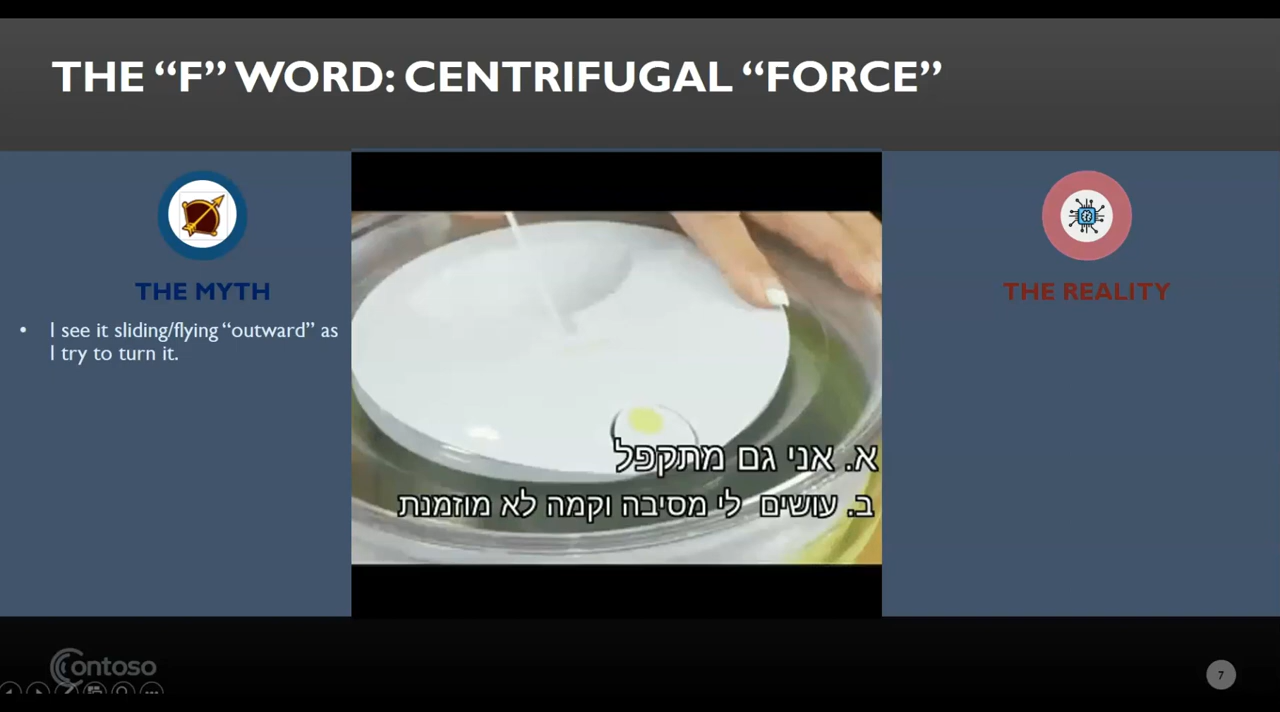 THE “F” WORD: CENTRIFUGAL “FORCE”
THE MYTH
• I see it sliding/flying “outward” as
I try to turn it.
א. אני גם מתקפל
ב. עושים לי מסיבה וקמה לא מוזמנת
THE REALITY
Contoso
7